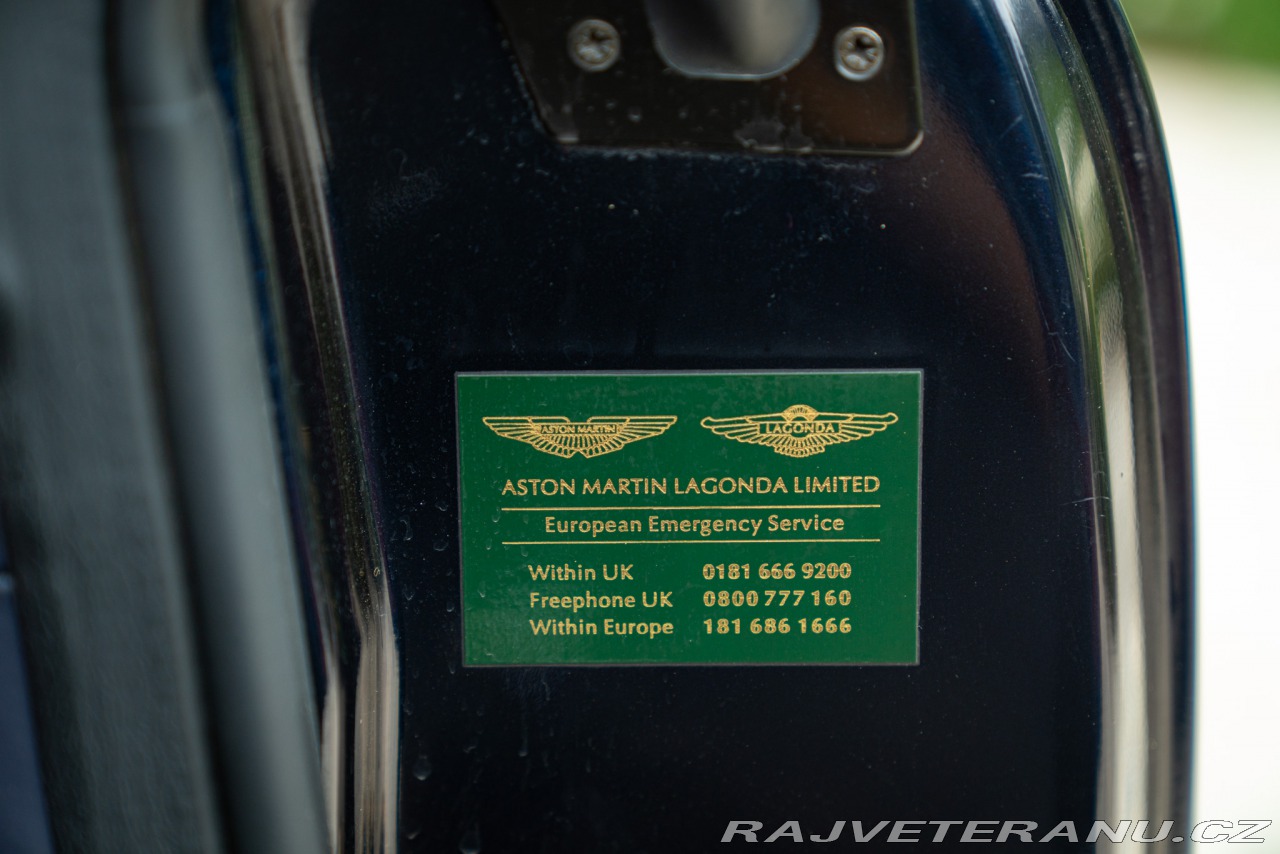 ASTON MARTIN
LAGONDA
ASTON MARTIN LAGONDA LIMITED
European Emergency Service
Within UK 0181 666 9200
Freephone UK 0800 777 160
Within Europe 181 686 1666
RAJVETERANU.CZ